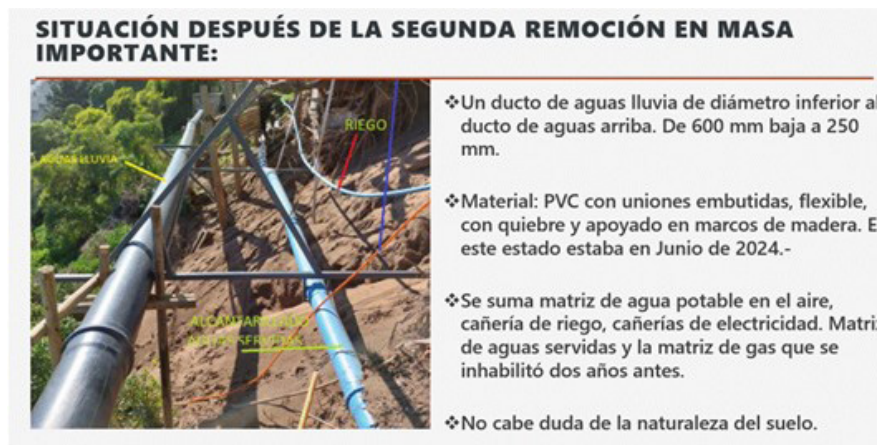 SITUACIÓN DESPUÉS DE LA SEGUNDA REMOCIÓN EN MASA
IMPORTANTE:
RIEGO
AGUAS LLUVIA
ALCANTARILLADO
AGUAS SERVIDAS
❖Un ducto de aguas lluvia de diámetro inferior al
ducto de aguas arriba. De 600 mm baja a 250
mm.
❖Material: PVC con uniones embutidas, flexible,
con quiebre y apoyado en marcos de madera. E
este estado estaba en Junio de 2024.-
❖Se suma matriz de agua potable en el aire,
cañería de riego, cañerías de electricidad. Matriz
de aguas servidas y la matriz de gas que se
inhabilitó dos años antes.
❖No cabe duda de la naturaleza del suelo.